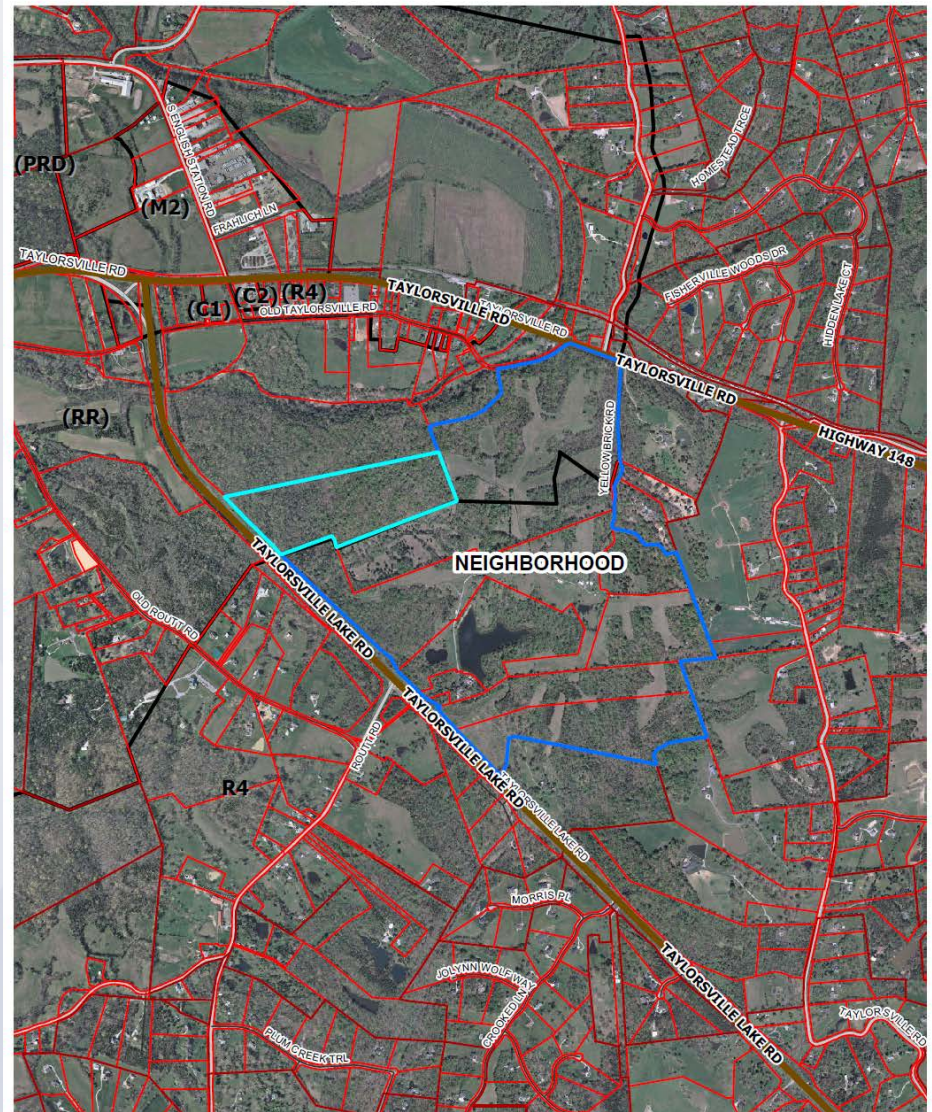 S ENGLISH STATION RD
HOMESTEAD TRCE
(PRD)
(M2)
FRAHLICH LN
FISHERVILLE WOODS DR
TAYLORSVILLE RD
HIDDEN LAKE CT
(C1)
(C2)
(R4)
OLD TAYLORSVILLE RD
TAYLORSVILLE RD
TAYLORSVILLE RD
TAYLORSVILLE RD
(RR)
HIGHWAY 148
YELLOW BRICK RD
NEIGHBORHOOD
TAYLORSVILLE LAKE RD
OLD ROUTT RD
TAYLORSVILLE LAKE RD
ROUTT RD
R4
TAYLORSVILLE LAKE RD
MORRIS PL
JOLYNN WOLF WAY
CROOKED LN
TAYLORSVILLE LAKE RD
TAYLORSVILLE RD
PLUM CREEK TRL